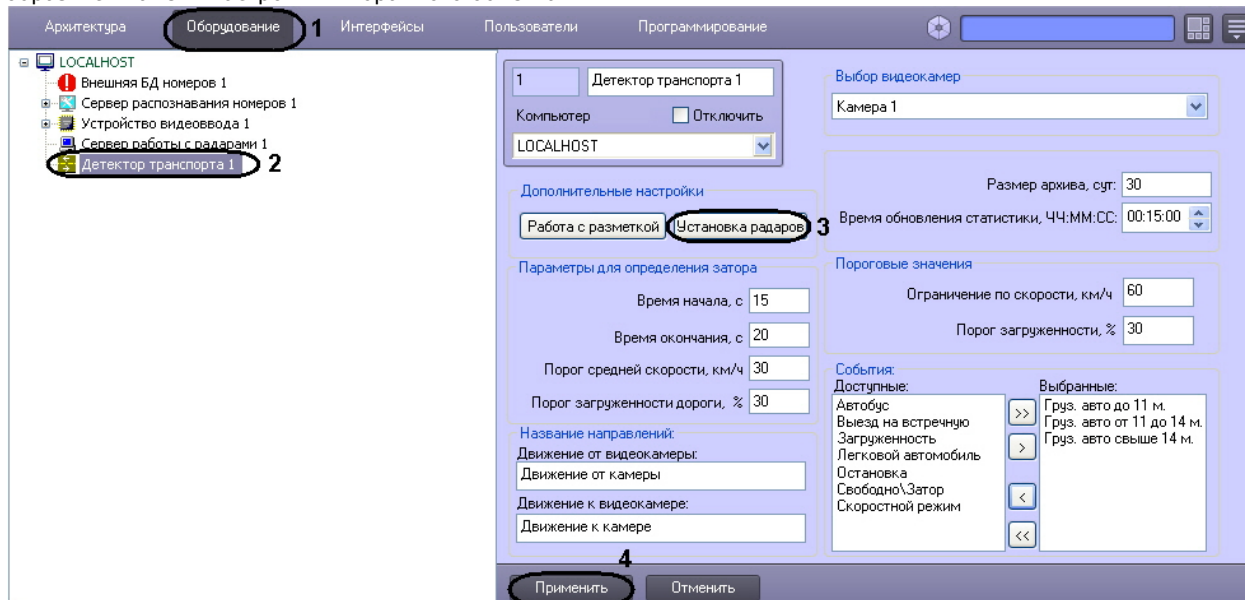 Архитектура Оборудование 1 Интерфейсы Пользователи Программирование
LOCALHOST
Внешняя БД номеров 1
Сервер распознавания номеров 1
Устройство видеоввода 1
Сервер работы с радарами 1
Детектор транспорта 1 2
1 Детектор транспорта 1
Компьютер Отключить
LOCALHOST
Дополнительные настройки
Работа с разметкой Установка радаров 3
Параметры для определения затора
Время начала, с 15
Время окончания, с 20
Порог средней скорости, км/ч 30
Порог загруженности дороги, % 30
Название направлений:
Движение от видеокамеры:
Движение от камеры
Движение к видеокамере:
Движение к камере
Выбор видеокамер
Камера 1
Размер архива, сут: 30
Время обновления статистики, ЧЧ:ММ:СС: 00:15:00
Пороговые значения
Ограничение по скорости, км/ч 60
Порог загруженности, % 30
События:
Доступные:
Автобус
Выезд на встречную
Загруженность
Легковой автомобиль
Остановка
Свободно\Затор
Скоростной режим
>>
>
<
<<
Выбранные:
Груз. авто до 11 м.
Груз. авто от 11 до 14 м.
Груз. авто свыше 14 м.
4
Применить Отменить